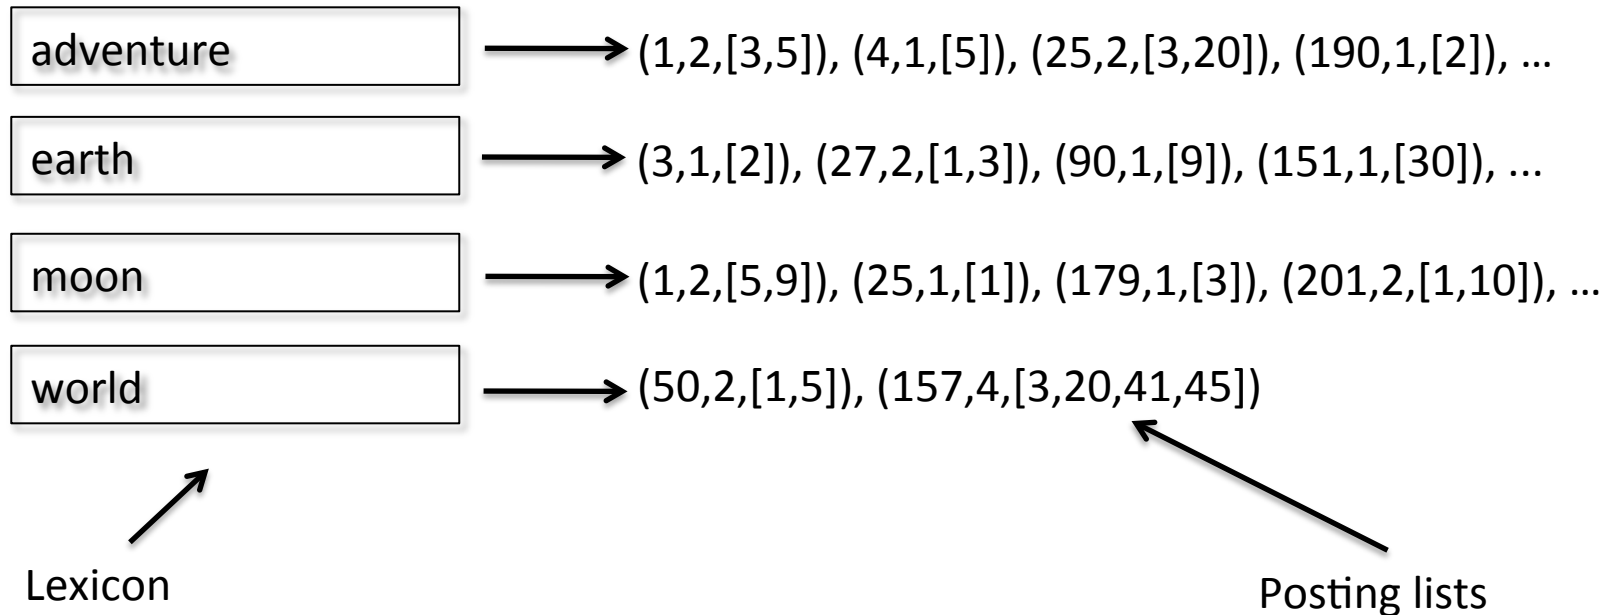 adventure (1,2,[3,5]), (4,1,[5]), (25,2,[3,20]), (190,1,[2]), …
earth (3,1,[2]), (27,2,[1,3]), (90,1,[9]), (151,1,[30]), ...
moon (1,2,[5,9]), (25,1,[1]), (179,1,[3]), (201,2,[1,10]), …
world (50,2,[1,5]), (157,4,[3,20,41,45])
Lexicon Posting lists